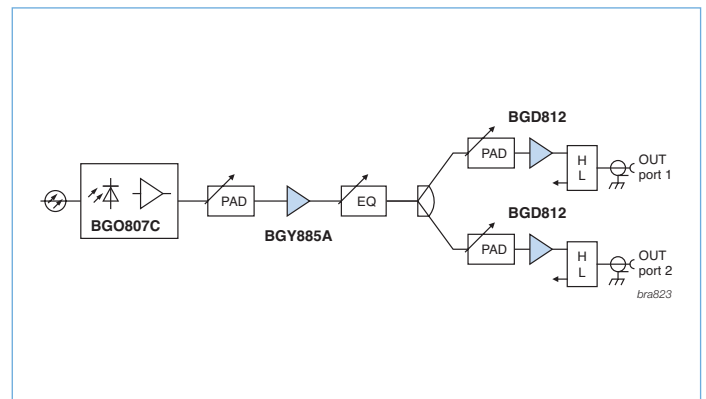 BGO807C
PAD
BGY885A
EQ
BGD812
PAD
H
L
OUT
port 1
BGD812
PAD
H
L
OUT
port 2
bra823